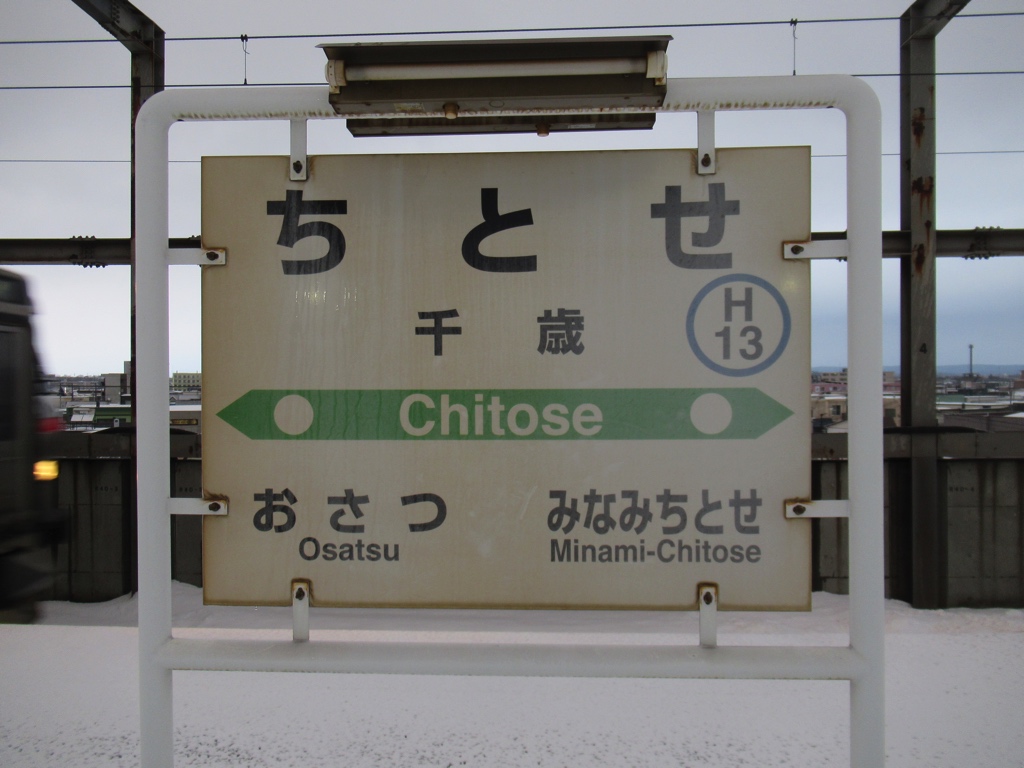 ちとせ
千歳
H
13
Chitose
おさつ みなみちとせ
Osatsu Minami-Chitose